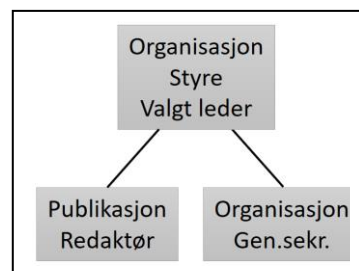 Organisasjon
Styre
Valgt leder
Publikasjon
Redaktør
Organisasjon
Gen.sekr.